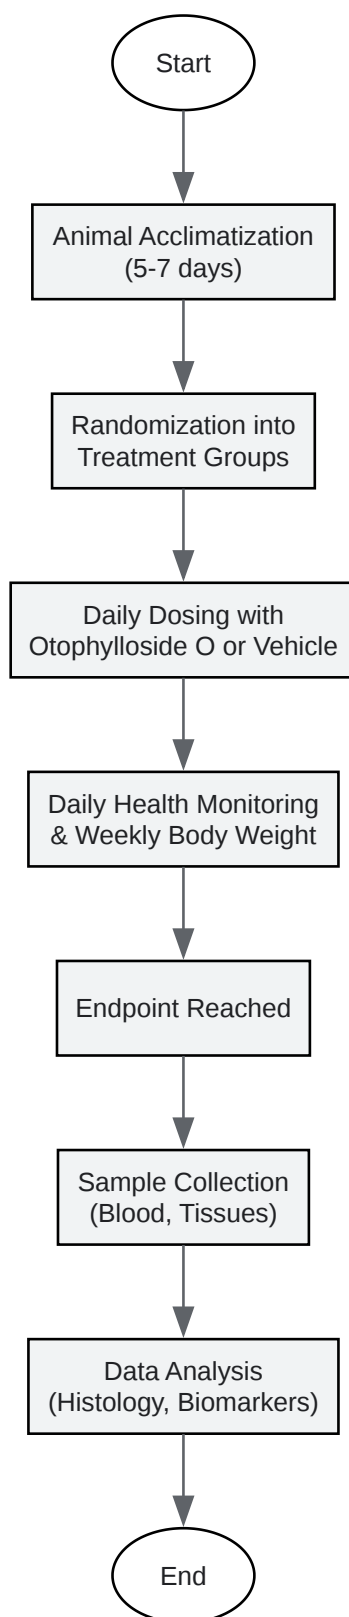 Start
Animal Acclimatization
(5-7 days)
Randomization into
Treatment Groups
Daily Dosing with
Otophylloside O or Vehicle
Daily Health Monitoring
& Weekly Body Weight
Endpoint Reached
Sample Collection
(Blood, Tissues)
Data Analysis
(Histology, Biomarkers)
End